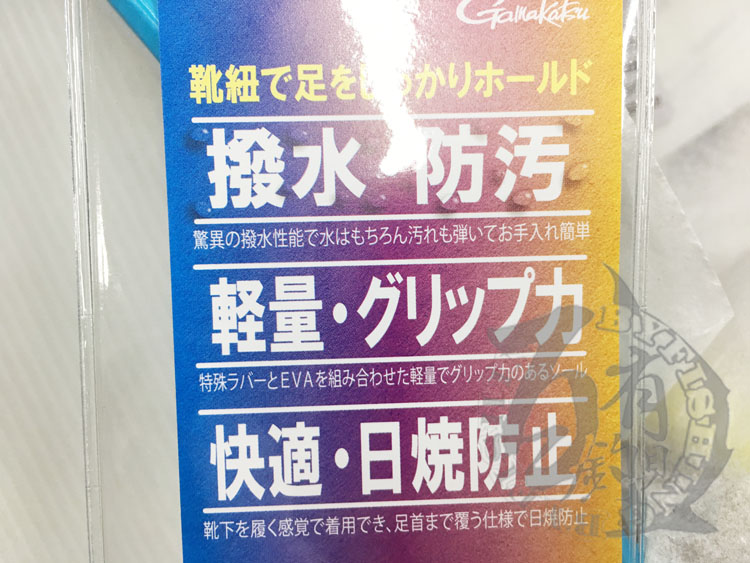 Gamakatsu
靴紐で足をしっかりホールド
撥水・防汚
驚異の撥水性能で水はもちろん汚れも弾いてお手入れ簡単
軽量・グリップ力
特殊ラバーとEVAを組み合わせた軽量でグリップ力のあるソール
快適・日焼防止
靴下を履く感覚で着用でき、足首まで覆う仕様で日焼防止
百有
BYFISHING